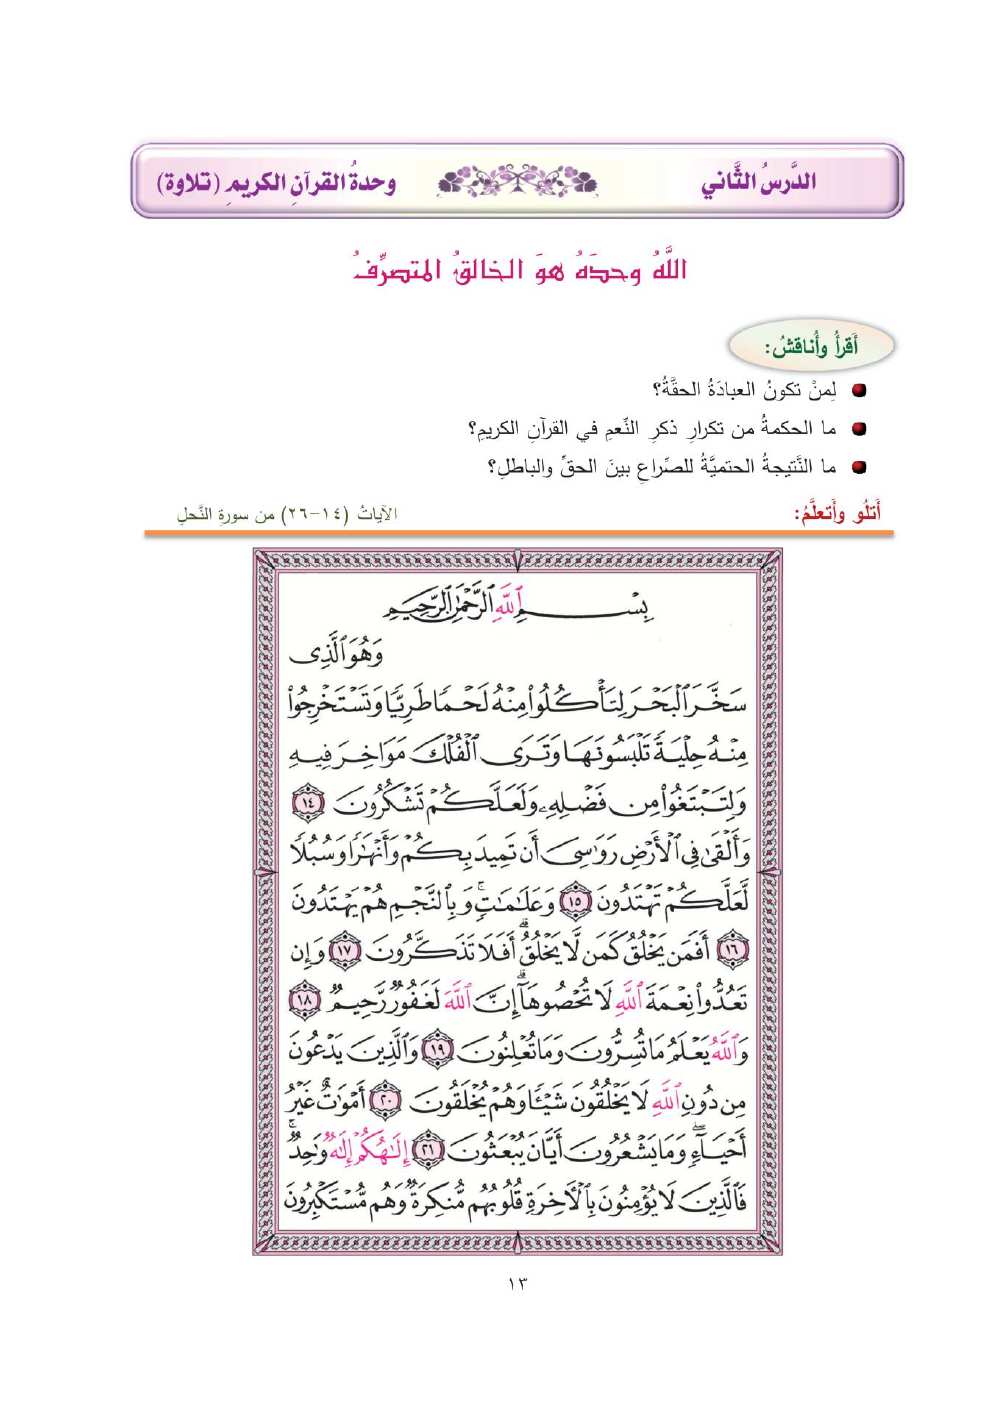 الدَّرسُ الثَّاني
وحدةُ القرآنِ الكريمِ (تلاوة)
اللَّهُ وحدَهُ هوَ الخالقُ المتصرِّفُ
أَقرأُ وأُناقشُ:
لِمنْ تكونُ العبادَةُ الحقَّةُ؟
ما الحكمةُ من تكرارِ ذكرِ النِّعمِ في القرآنِ الكريمِ؟
ما النَّتيجةُ الحتميَّةُ للصِّراعِ بينَ الحقِّ والباطلِ؟
أَتلُو وأَتعلَّمُ:
الآياتُ (١٤-٢٦) من سورةِ النَّحلِ
بِسْمِ ٱللَّهِ ٱلرَّحْمَٰنِ ٱلرَّحِيمِ
وَهُوَ ٱلَّذِى
سَخَّرَ ٱلْبَحْرَ لِتَأْكُلُوا۟ مِنْهُ لَحْمًا طَرِيًّا وَتَسْتَخْرِجُوا۟
مِنْهُ حِلْيَةً تَلْبَسُونَهَا وَتَرَى ٱلْفُلْكَ مَوَاخِرَ فِيهِ
وَلِتَبْتَغُوا۟ مِن فَضْلِهِۦ وَلَعَلَّكُمْ تَشْكُرُونَ ١٤
وَأَلْقَىٰ فِى ٱلْأَرْضِ رَوَٰسِىَ أَن تَمِيدَ بِكُمْ وَأَنْهَٰرًا وَسُبُلًا
لَّعَلَّكُمْ تَهْتَدُونَ ١٥ وَعَلَٰمَٰتٍ ۚ وَبِٱلنَّجْمِ هُمْ يَهْتَدُونَ
١٦ أَفَمَن يَخْلُقُ كَمَن لَّا يَخْلُقُ ۗ أَفَلَا تَذَكَّرُونَ ١٧ وَإِن
تَعُدُّوا۟ نِعْمَةَ ٱللَّهِ لَا تُحْصُوهَآ ۗ إِنَّ ٱللَّهَ لَغَفُورٌ رَّحِيمٌ ١٨
وَٱللَّهُ يَعْلَمُ مَا تُسِرُّونَ وَمَا تُعْلِنُونَ ١٩ وَٱلَّذِينَ يَدْعُونَ
مِن دُونِ ٱللَّهِ لَا يَخْلُقُونَ شَيْـًٔا وَهُمْ يُخْلَقُونَ ٢٠ أَمْوَٰتٌ غَيْرُ
أَحْيَآءٍ ۖ وَمَا يَشْعُرُونَ أَيَّانَ يُبْعَثُونَ ٢١ إِلَٰهُكُمْ إِلَٰهٌ وَٰحِدٌ ۚ
فَٱلَّذِينَ لَا يُؤْمِنُونَ بِٱلْءَاخِرَةِ قُلُوبُهُم مُّنكِرَةٌ وَهُم مُّسْتَكْبِرُونَ
١٣